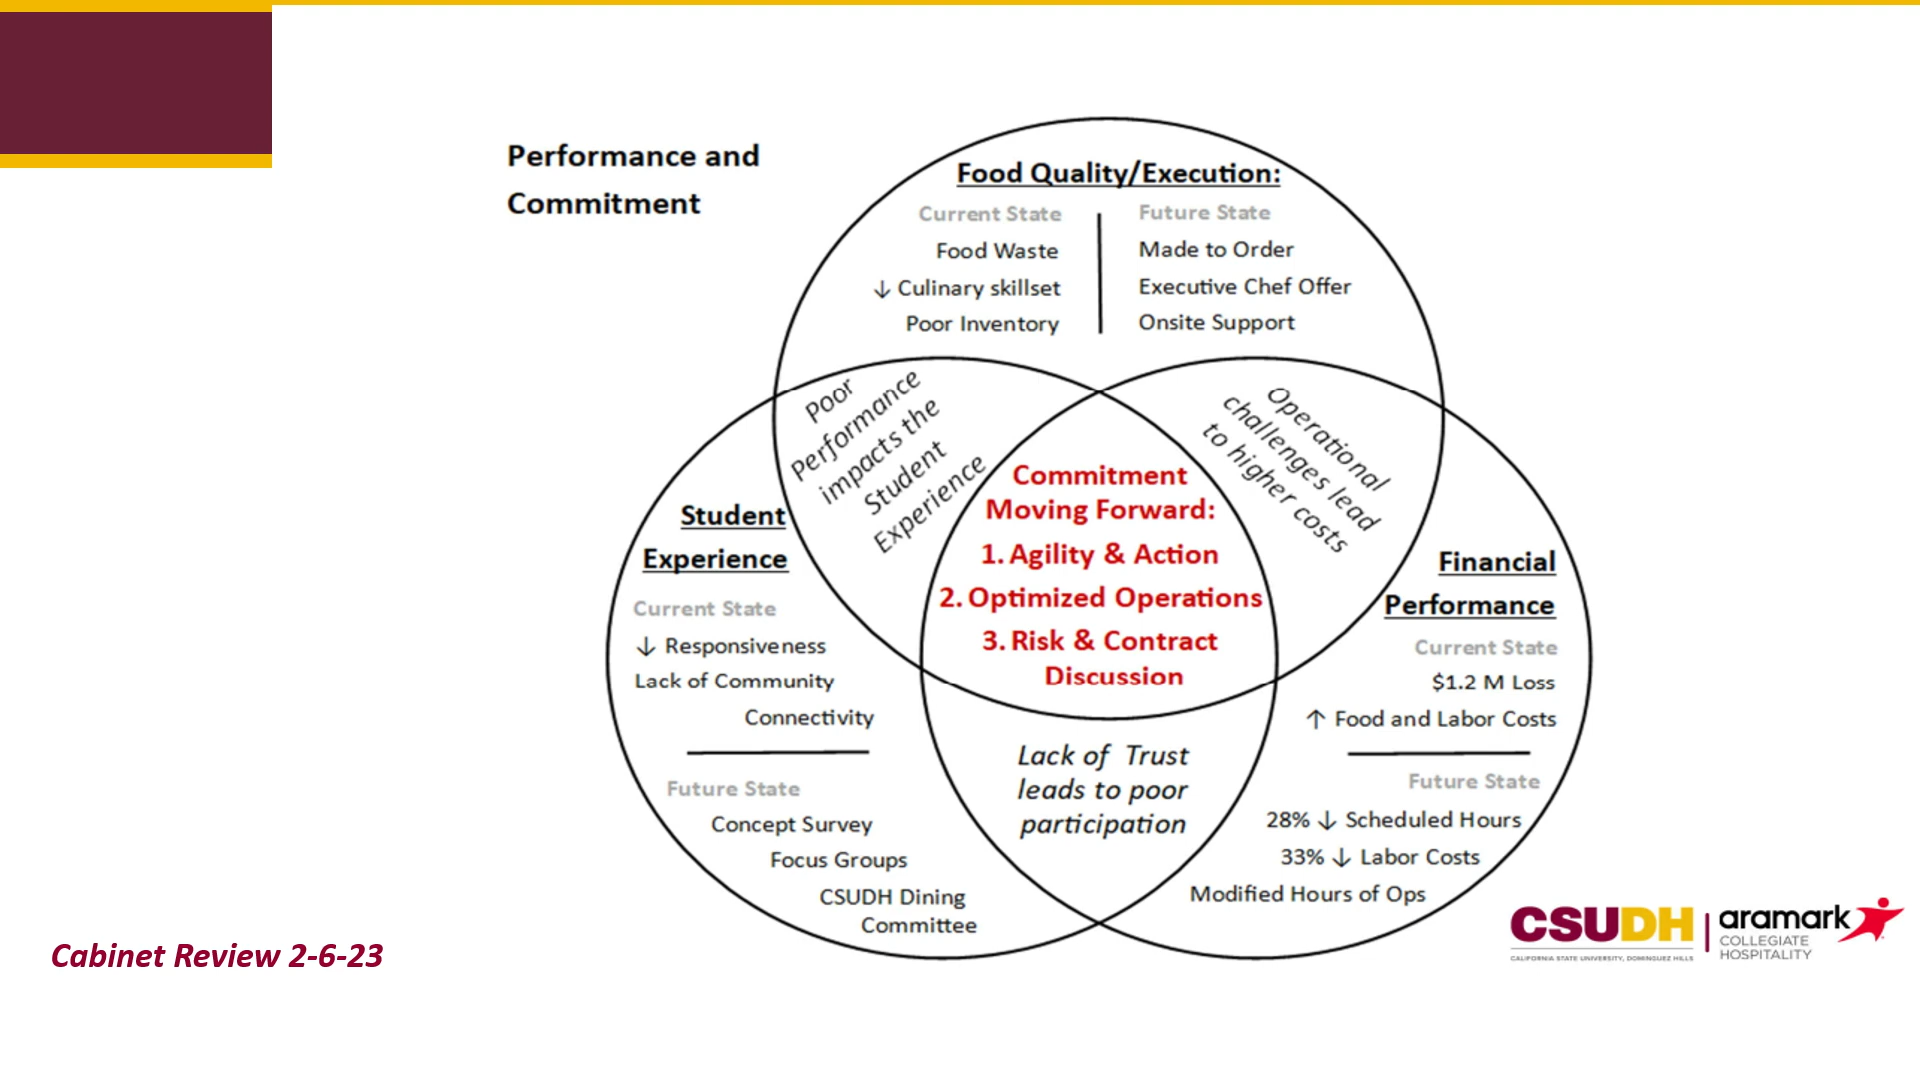 Performance and
Commitment
Food Quality/Execution:
Current State
Food Waste
↓ Culinary skillset
Poor Inventory
Future State
Made to Order
Executive Chef Offer
Onsite Support
Poor
Performance
impacts the
Student
Experience
Operational
challenges lead
to higher costs
Commitment
Moving Forward:
1. Agility & Action
2. Optimized Operations
3. Risk & Contract
Discussion
Student
Experience
Current State
↓ Responsiveness
Lack of Community
Connectivity
Future State
Concept Survey
Focus Groups
CSUDH Dining
Committee
Lack of Trust
leads to poor
participation
Financial
Performance
Current State
$1.2 M Loss
↑ Food and Labor Costs
Future State
28% ↓ Scheduled Hours
33% ↓ Labor Costs
Modified Hours of Ops
Cabinet Review 2-6-23
CSUDH
CALIFORNIA STATE UNIVERSITY, DOMINGUEZ HILLS
aramark
COLLEGIATE
HOSPITALITY